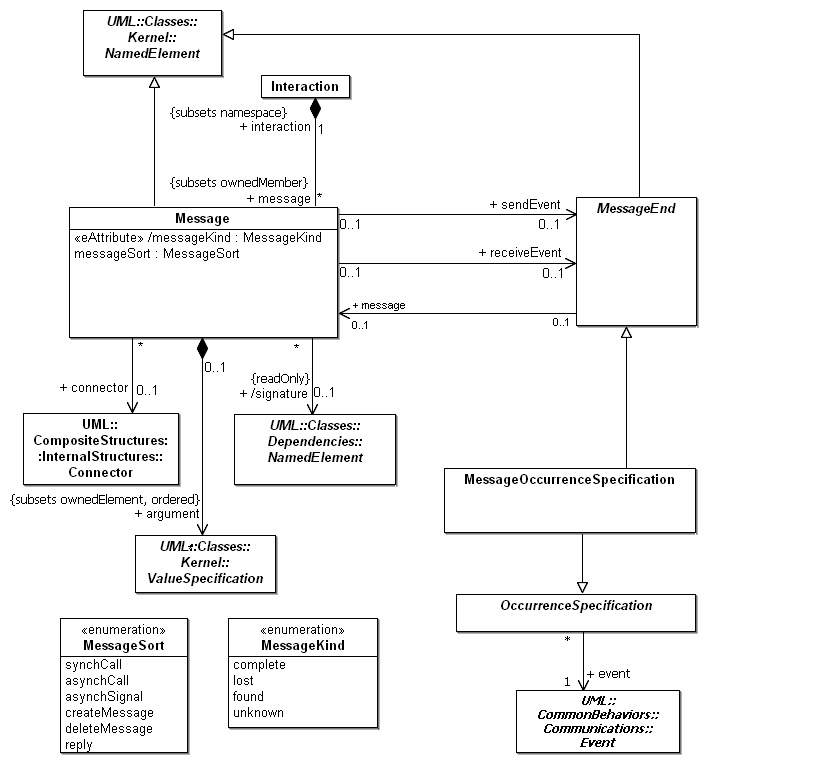 UML::Classes::
Kernel::
NamedElement
Interaction
{subsets namespace}
+ interaction
1
{subsets ownedMember}
+ message
*
Message
«eAttribute» /messageKind : MessageKind
messageSort : MessageSort
+ sendEvent
0..1
0..1
+ receiveEvent
0..1
0..1
+ message
0..1
0..1
MessageEnd
*
+ connector
0..1
0..1
*
{readOnly}
+ /signature
0..1
UML::
CompositeStructures:
:InternalStructures::
Connector
UML::Classes::
Dependencies::
NamedElement
{subsets ownedElement, ordered}
+ argument
*
UML::Classes::
Kernel::
ValueSpecification
MessageOccurrenceSpecification
OccurrenceSpecification
*
+ event
1
UML::
CommonBehaviors::
Communications::
Event
«enumeration»
MessageSort
synchCall
asynchCall
asynchSignal
createMessage
deleteMessage
reply
«enumeration»
MessageKind
complete
lost
found
unknown